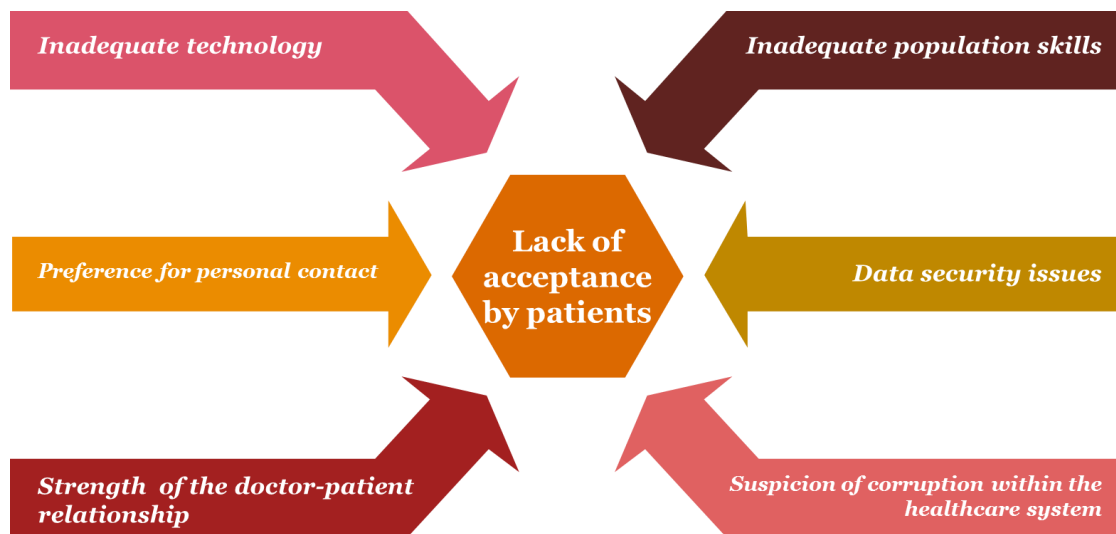 Inadequate technology
Inadequate population skills
Preference for personal contact
Lack of
acceptance
by patients
Data security issues
Strength of the doctor-patient
relationship
Suspicion of corruption within the
healthcare system